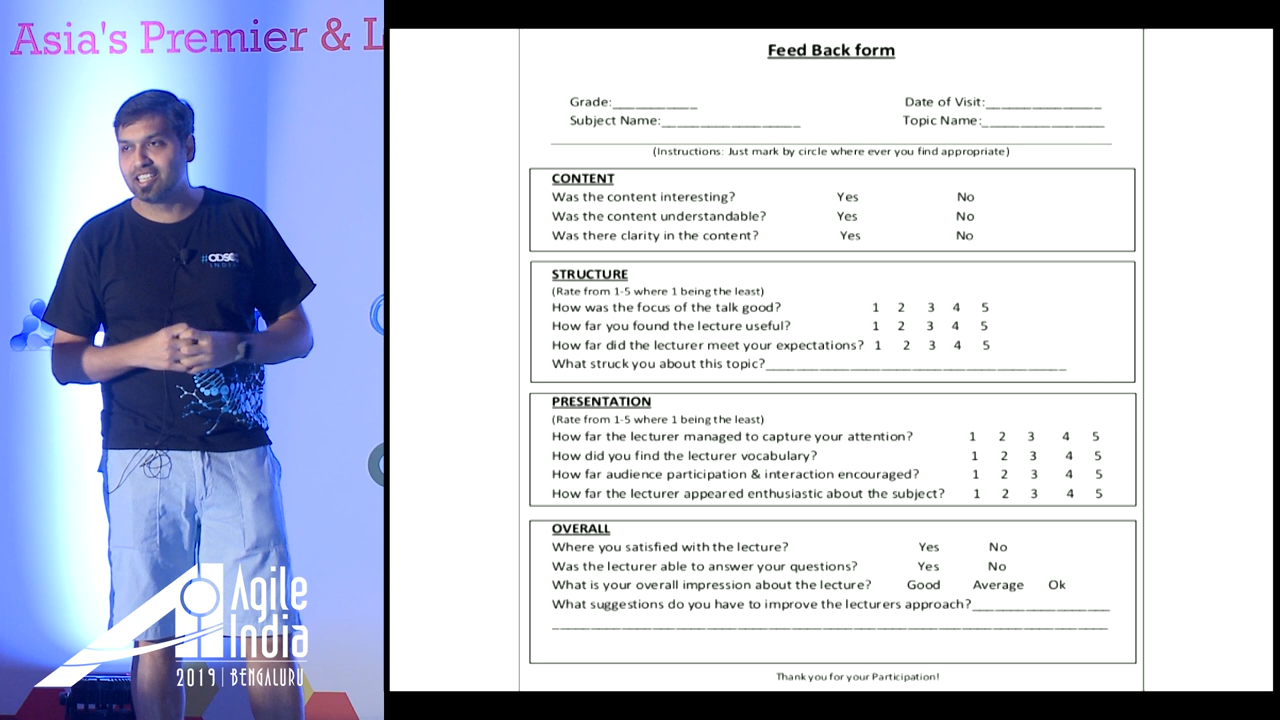 Asia's Premier & L
#ODSC
INDIA
Agile
India
2019 | BENGALURU
Feed Back form
Grade:___________ Date of Visit:_______________
Subject Name:__________________ Topic Name:________________
(Instructions: Just mark by circle where ever you find appropriate)
CONTENT
Was the content interesting? Yes No
Was the content understandable? Yes No
Was there clarity in the content? Yes No
STRUCTURE
(Rate from 1-5 where 1 being the least)
How was the focus of the talk good? 1 2 3 4 5
How far you found the lecture useful? 1 2 3 4 5
How far did the lecturer meet your expectations? 1 2 3 4 5
What struck you about this topic?_______________________________________
PRESENTATION
(Rate from 1-5 where 1 being the least)
How far the lecturer managed to capture your attention? 1 2 3 4 5
How did you find the lecturer vocabulary? 1 2 3 4 5
How far audience participation & interaction encouraged? 1 2 3 4 5
How far the lecturer appeared enthusiastic about the subject? 1 2 3 4 5
OVERALL
Where you satisfied with the lecture? Yes No
Was the lecturer able to answer your questions? Yes No
What is your overall impression about the lecture? Good Average Ok
What suggestions do you have to improve the lecturers approach?__________________
________________________________________________________________________
Thank you for your Participation!